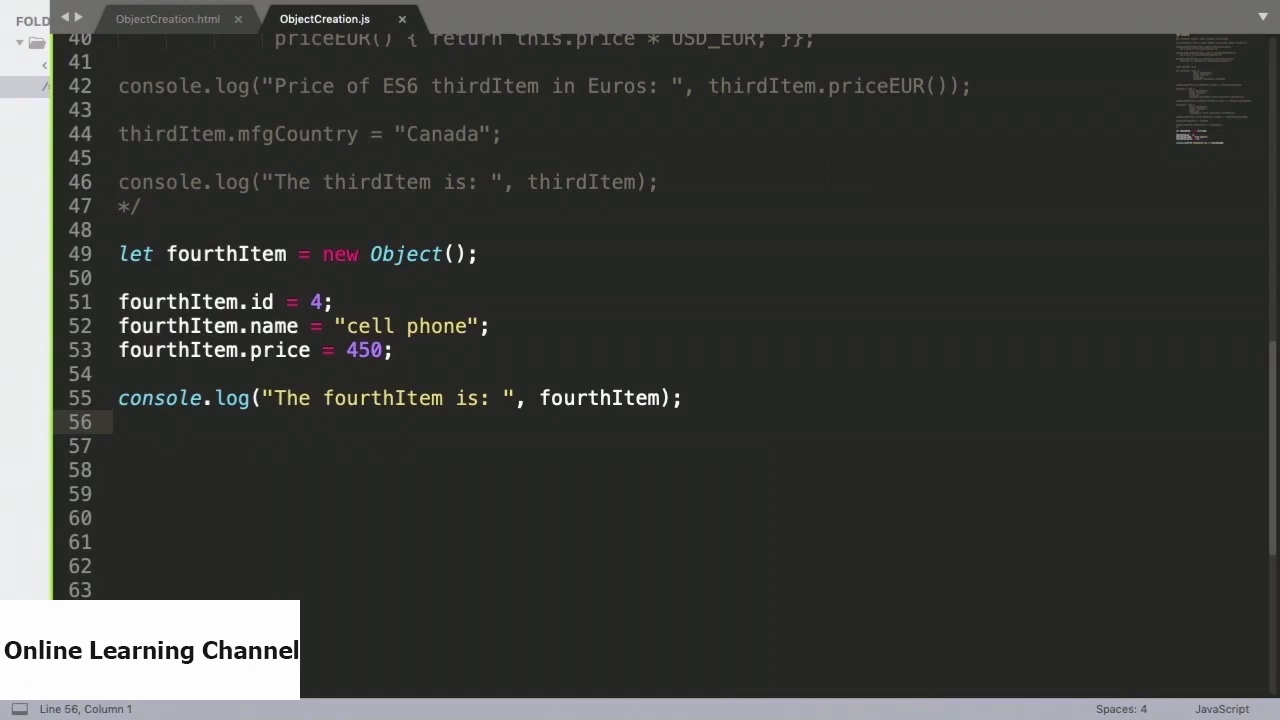 FOLD
ObjectCreation.html ×
ObjectCreation.js ×
40 priceEUR() { return this.price * USD_EUR; }};
41
42 console.log("Price of ES6 thirdItem in Euros: ", thirdItem.priceEUR());
43
44 thirdItem.mfgCountry = "Canada";
45
46 console.log("The thirdItem is: ", thirdItem);
47 */
48
49 let fourthItem = new Object();
50
51 fourthItem.id = 4;
52 fourthItem.name = "cell phone";
53 fourthItem.price = 450;
54
55 console.log("The fourthItem is: ", fourthItem);
56
57
58
59
60
61
62
63
Online Learning Channel
Line 56, Column 1
Spaces: 4
JavaScript